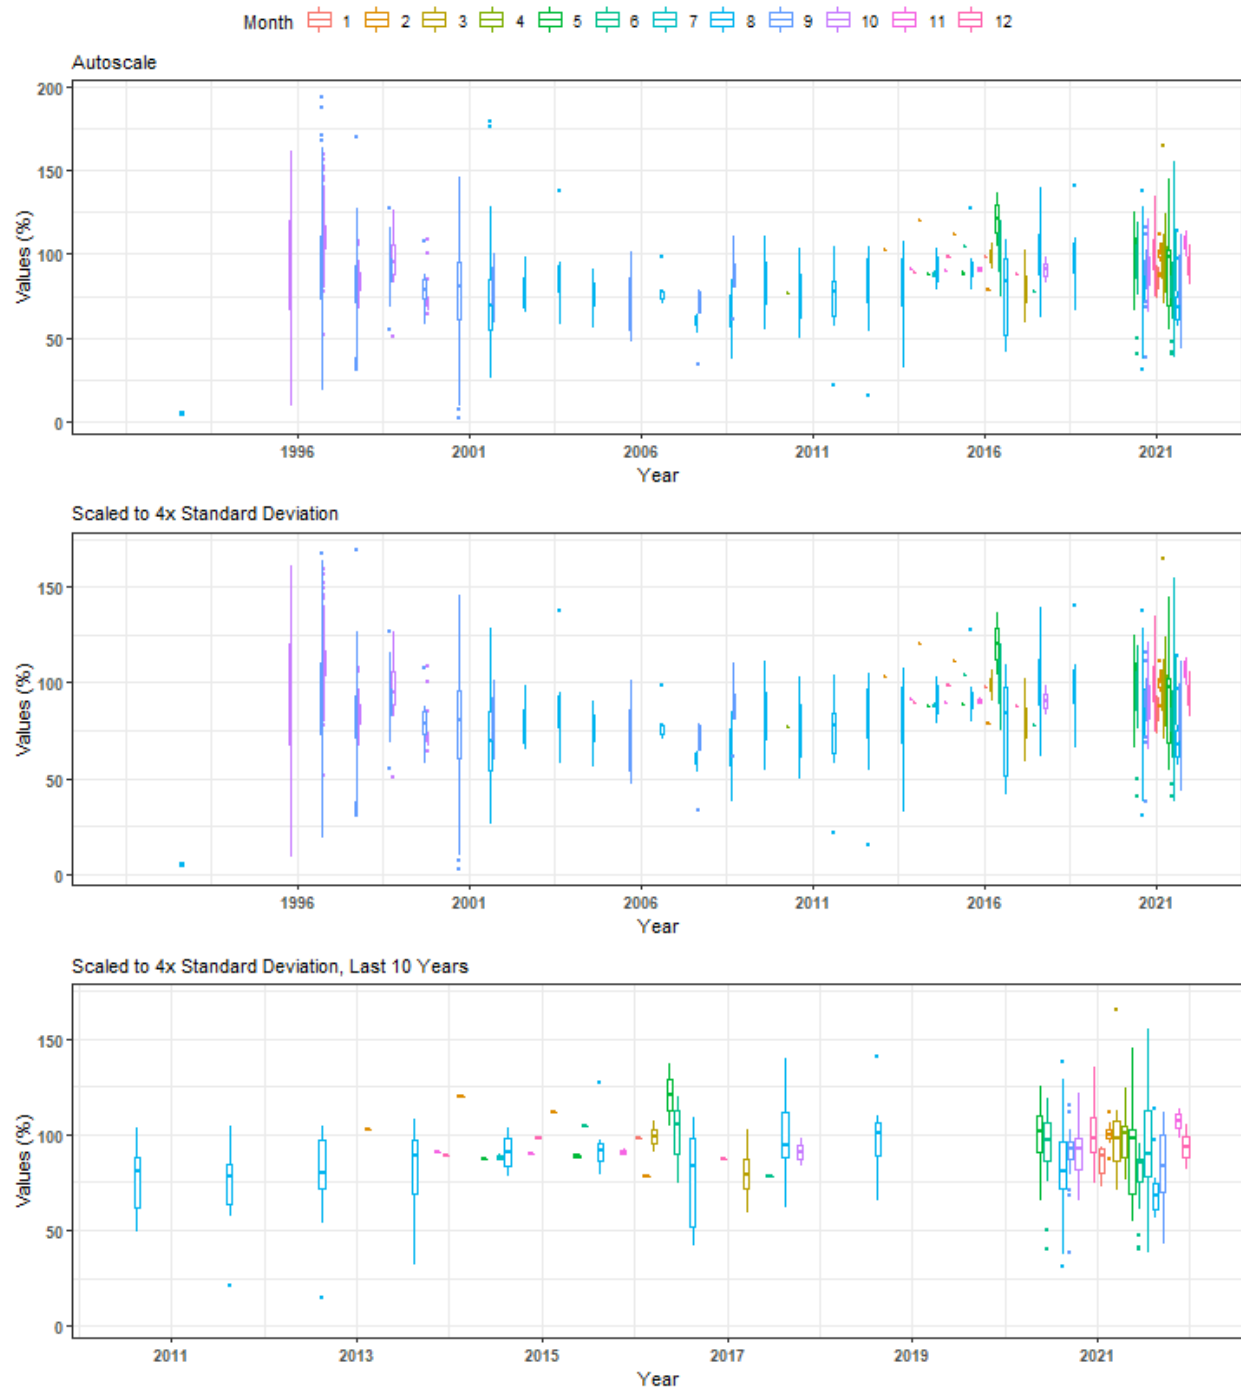 Month 1 2 3 4 5 6 7 8 9 10 11 12
Autoscale
200
150
100
50
0
Values (%)
1996 2001 2006 2011 2016 2021
Year
Scaled to 4x Standard Deviation
150
100
50
0
Values (%)
1996 2001 2006 2011 2016 2021
Year
Scaled to 4x Standard Deviation, Last 10 Years
150
100
50
0
Values (%)
2011 2013 2015 2017 2019 2021
Year